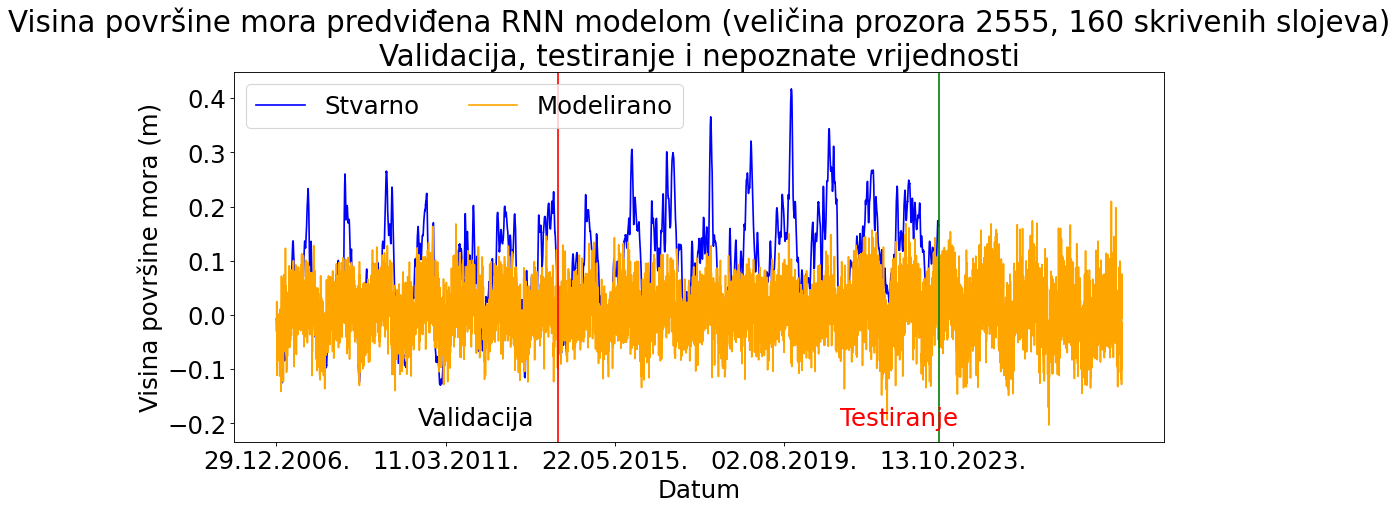 Visina površine mora predviđena RNN modelom (veličina prozora 2555, 160 skrivenih slojeva)
Validacija, testiranje i nepoznate vrijednosti
Stvarno Modelirano
Visina površine mora (m)
0.4
0.3
0.2
0.1
0.0
−0.1
−0.2
Validacija Testiranje
29.12.2006. 11.03.2011. 22.05.2015. 02.08.2019. 13.10.2023.
Datum